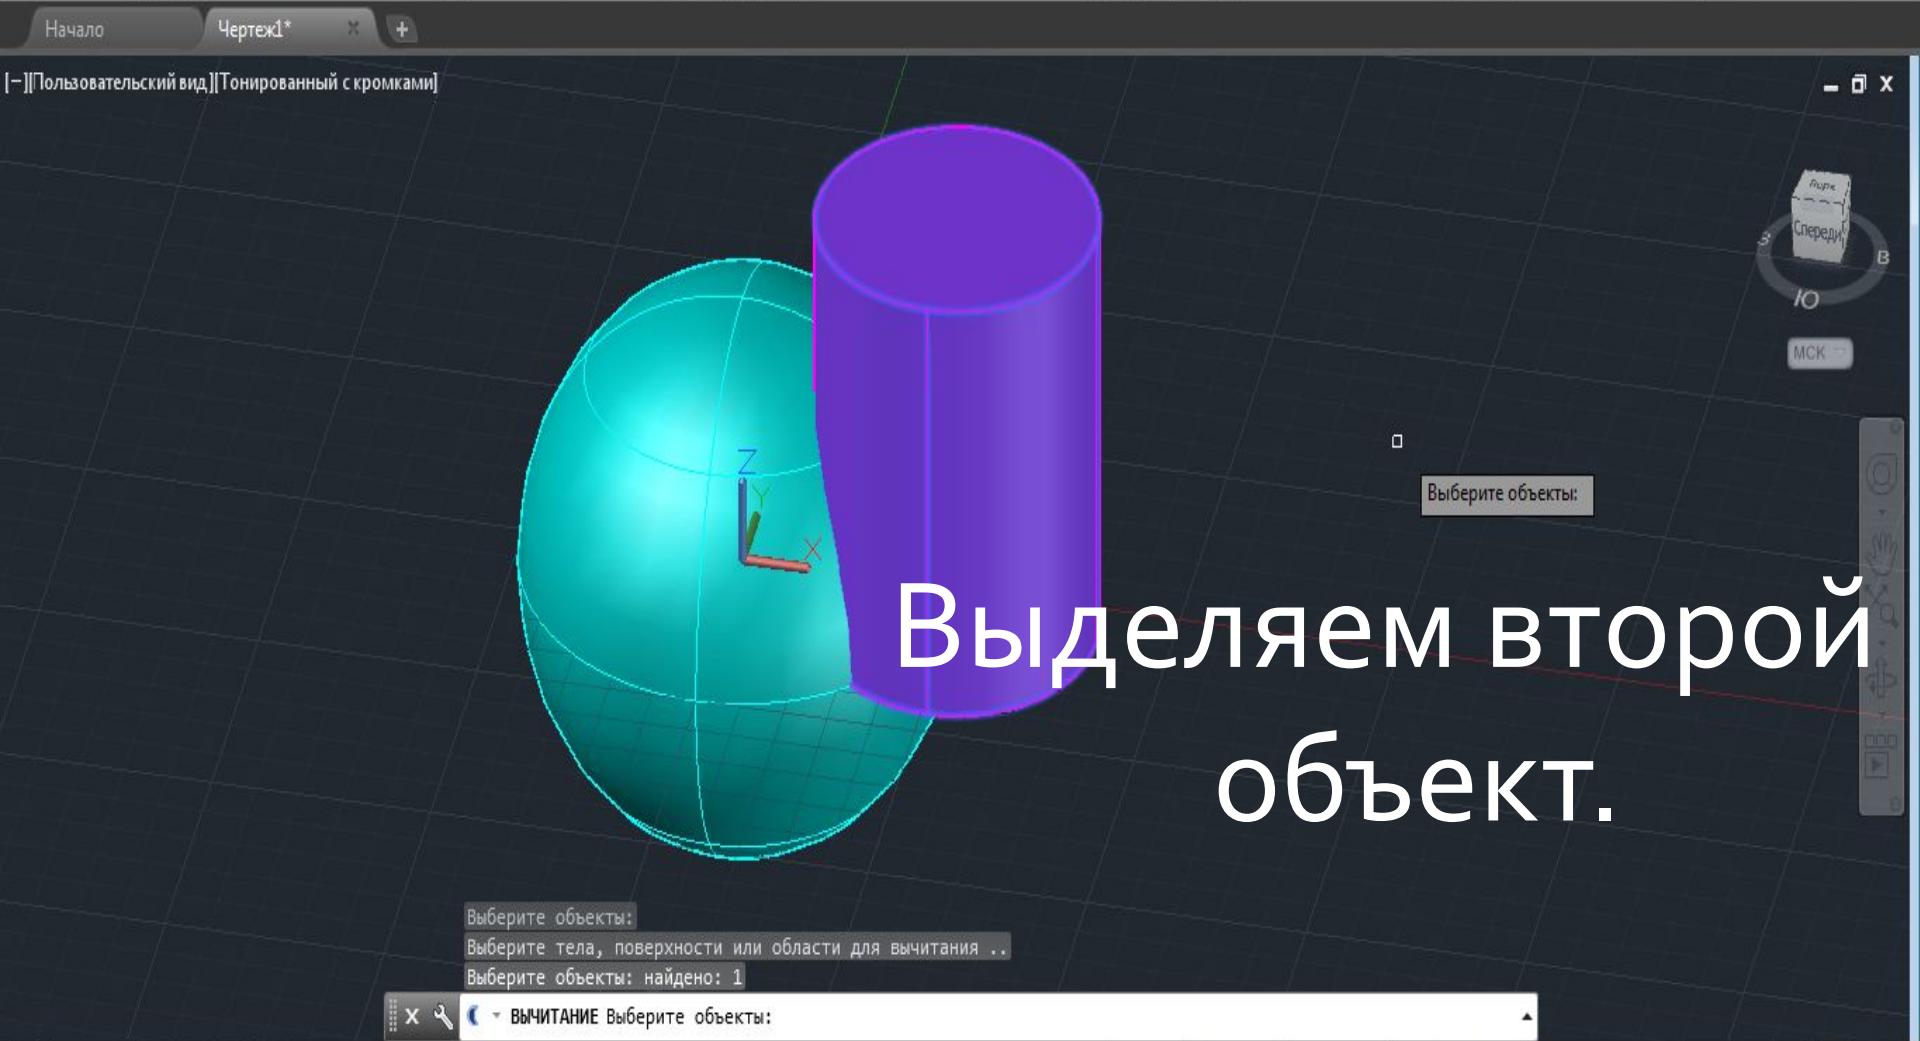 Начало
Чертеж1*
[−][Пользовательский вид][Тонированный с кромками]
Верх
Спереди
В
Ю
МСК
Z
Y
X
Выберите объекты:
Выделяем второй
объект.
Выберите объекты:
Выберите тела, поверхности или области для вычитания ..
Выберите объекты: найдено: 1
ВЫЧИТАНИЕ Выберите объекты: